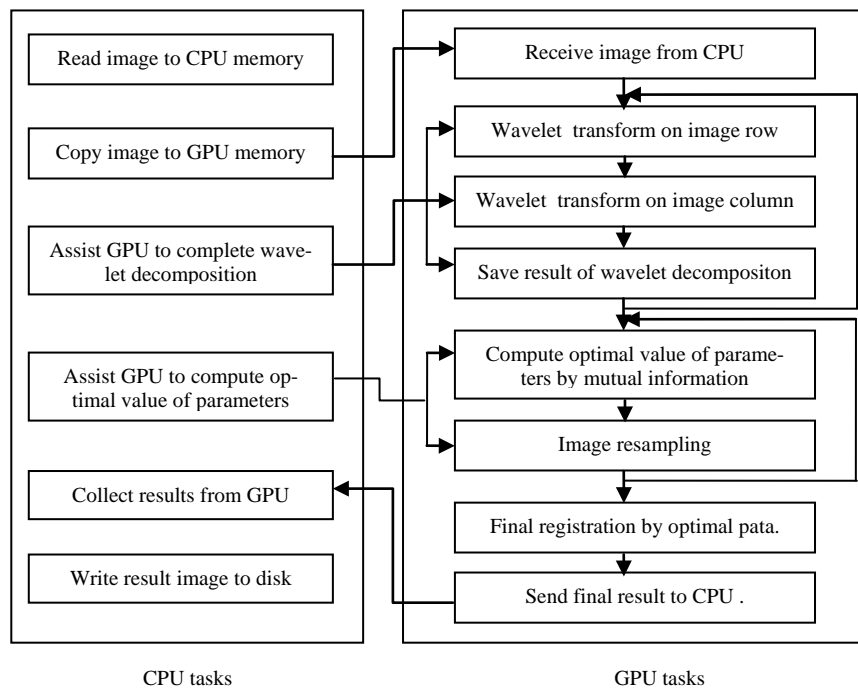 Read image to CPU memory
Copy image to GPU memory
Assist GPU to complete wave-
let decomposition
Assist GPU to compute op-
timal value of parameters
Collect results from GPU
Write result image to disk
CPU tasks
Receive image from CPU
Wavelet transform on image row
Wavelet transform on image column
Save result of wavelet decompositon
Compute optimal value of parame-
ters by mutual information
Image resampling
Final registration by optimal pata.
Send final result to CPU .
GPU tasks